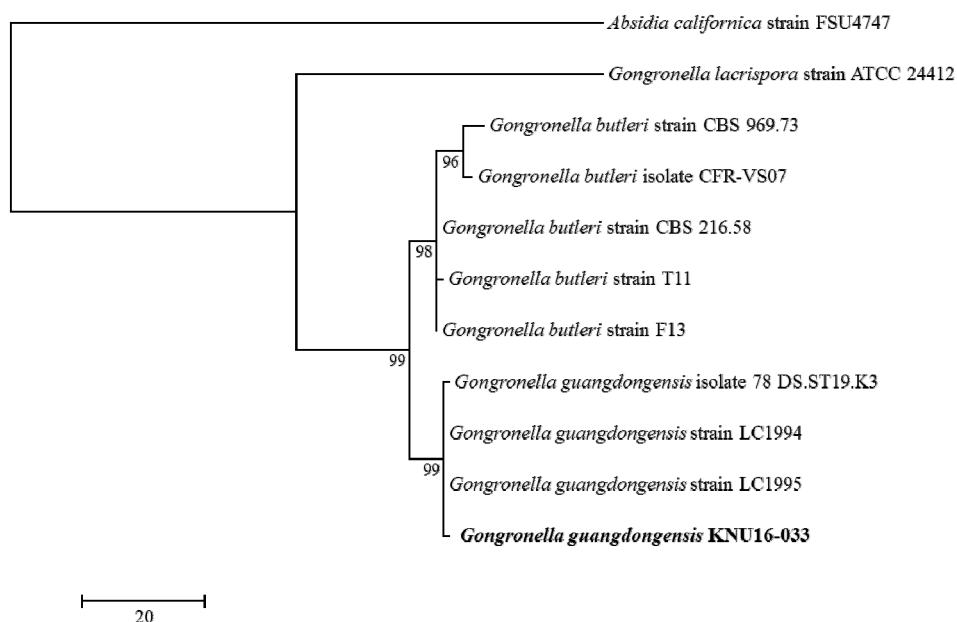 Absidia californica strain FSU4747
Gongronella lacrispora strain ATCC 24412
Gongronella butleri strain CBS 969.73
96
Gongronella butleri isolate CFR-VS07
Gongronella butleri strain CBS 216.58
98
Gongronella butleri strain T11
Gongronella butleri strain F13
99
Gongronella guangdongensis isolate 78 DS.ST19.K3
Gongronella guangdongensis strain LC1994
99
Gongronella guangdongensis strain LC1995
Gongronella guangdongensis KNU16-033
20